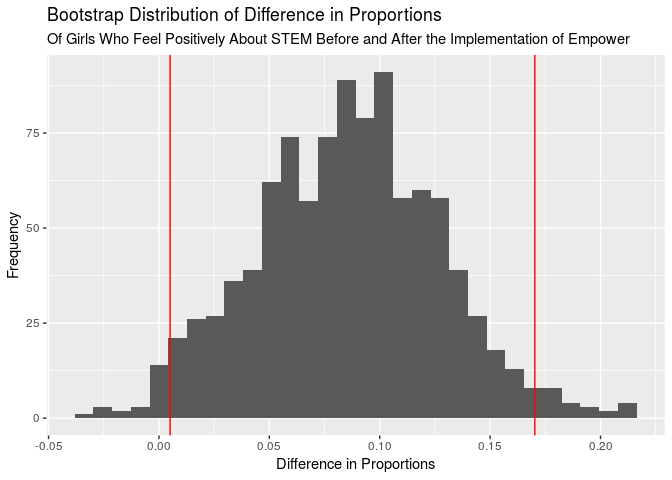 Bootstrap Distribution of Difference in Proportions
Of Girls Who Feel Positively About STEM Before and After the Implementation of Empower
75
50
25
0
Frequency
-0.05 0.00 0.05 0.10 0.15 0.20
Difference in Proportions